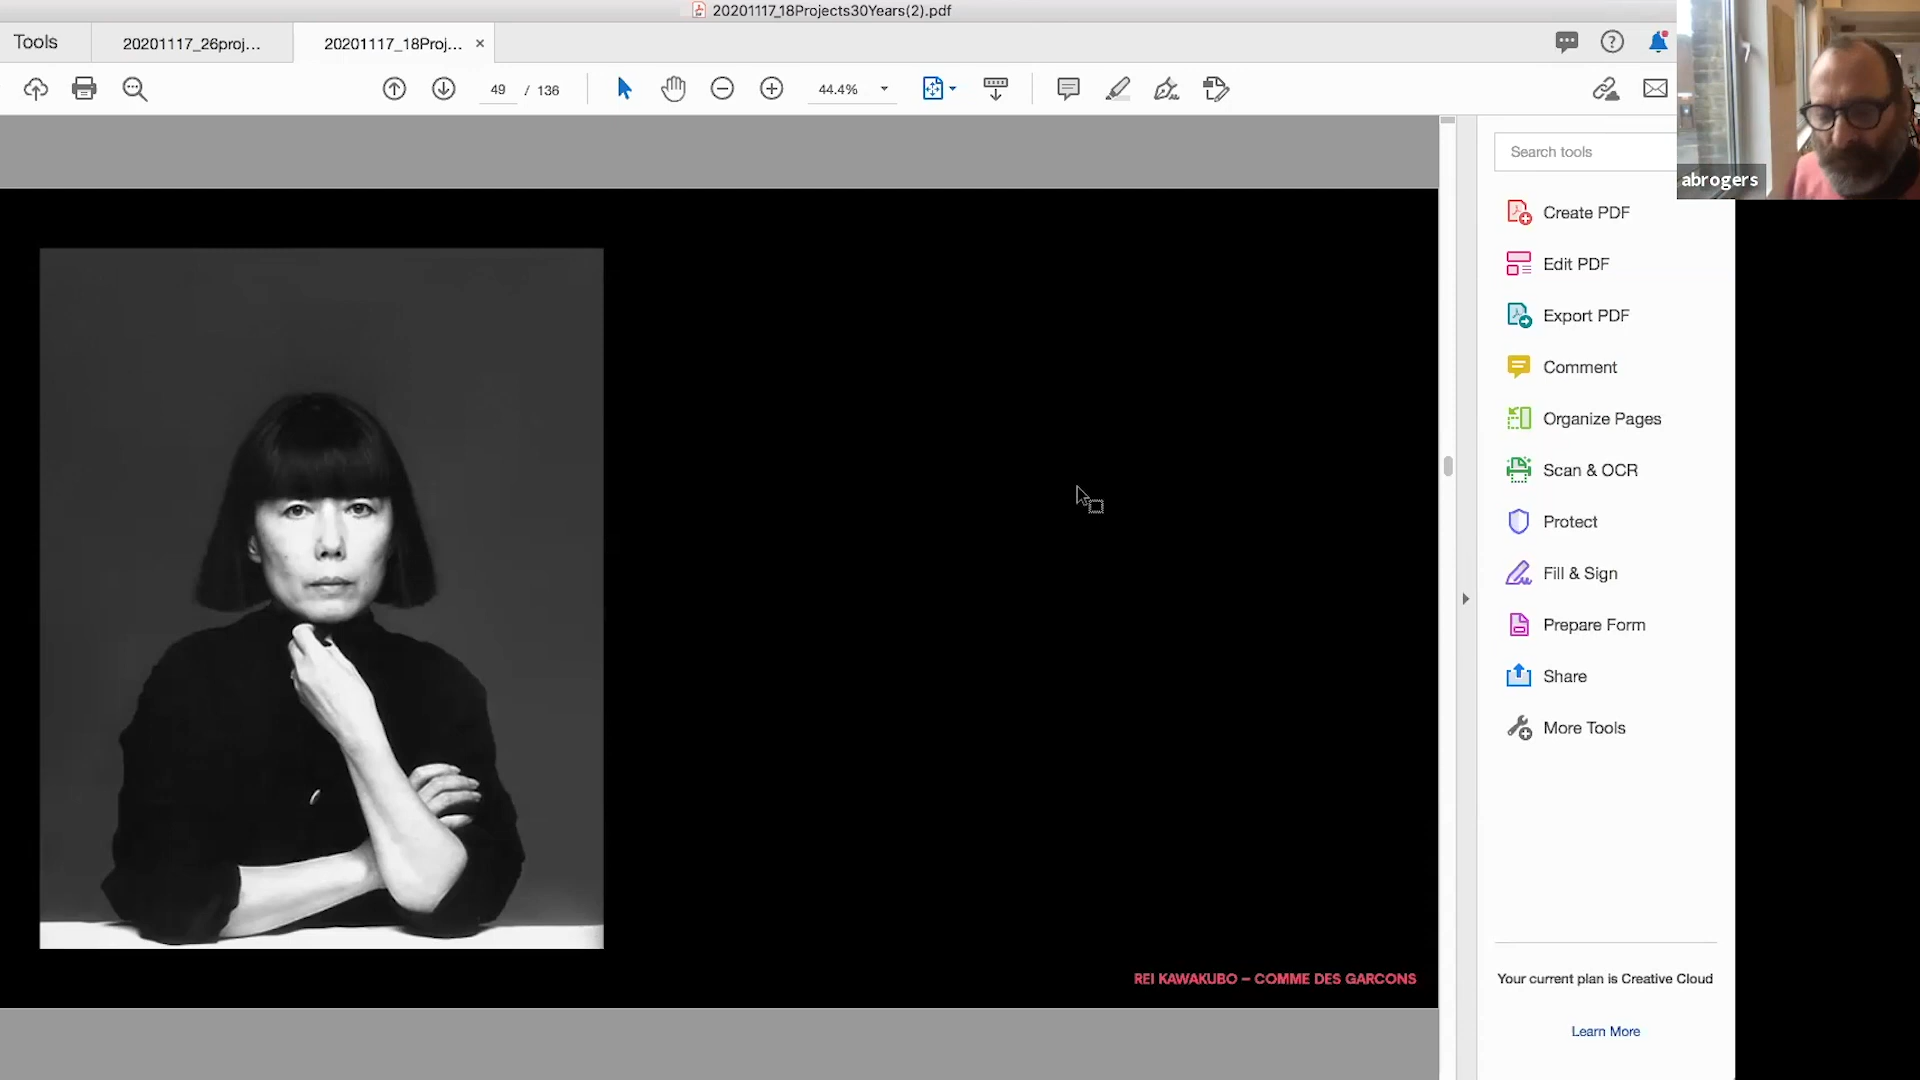 20201117_18Projects30Years(2).pdf
Tools
20201117_26proj...
20201117_18Proj...
49 / 136
44.4%
Search tools
abrogers
Create PDF
Edit PDF
Export PDF
Comment
Organize Pages
Scan & OCR
Protect
Fill & Sign
Prepare Form
Share
More Tools
REI KAWAKUBO – COMME DES GARCONS
Your current plan is Creative Cloud
Learn More